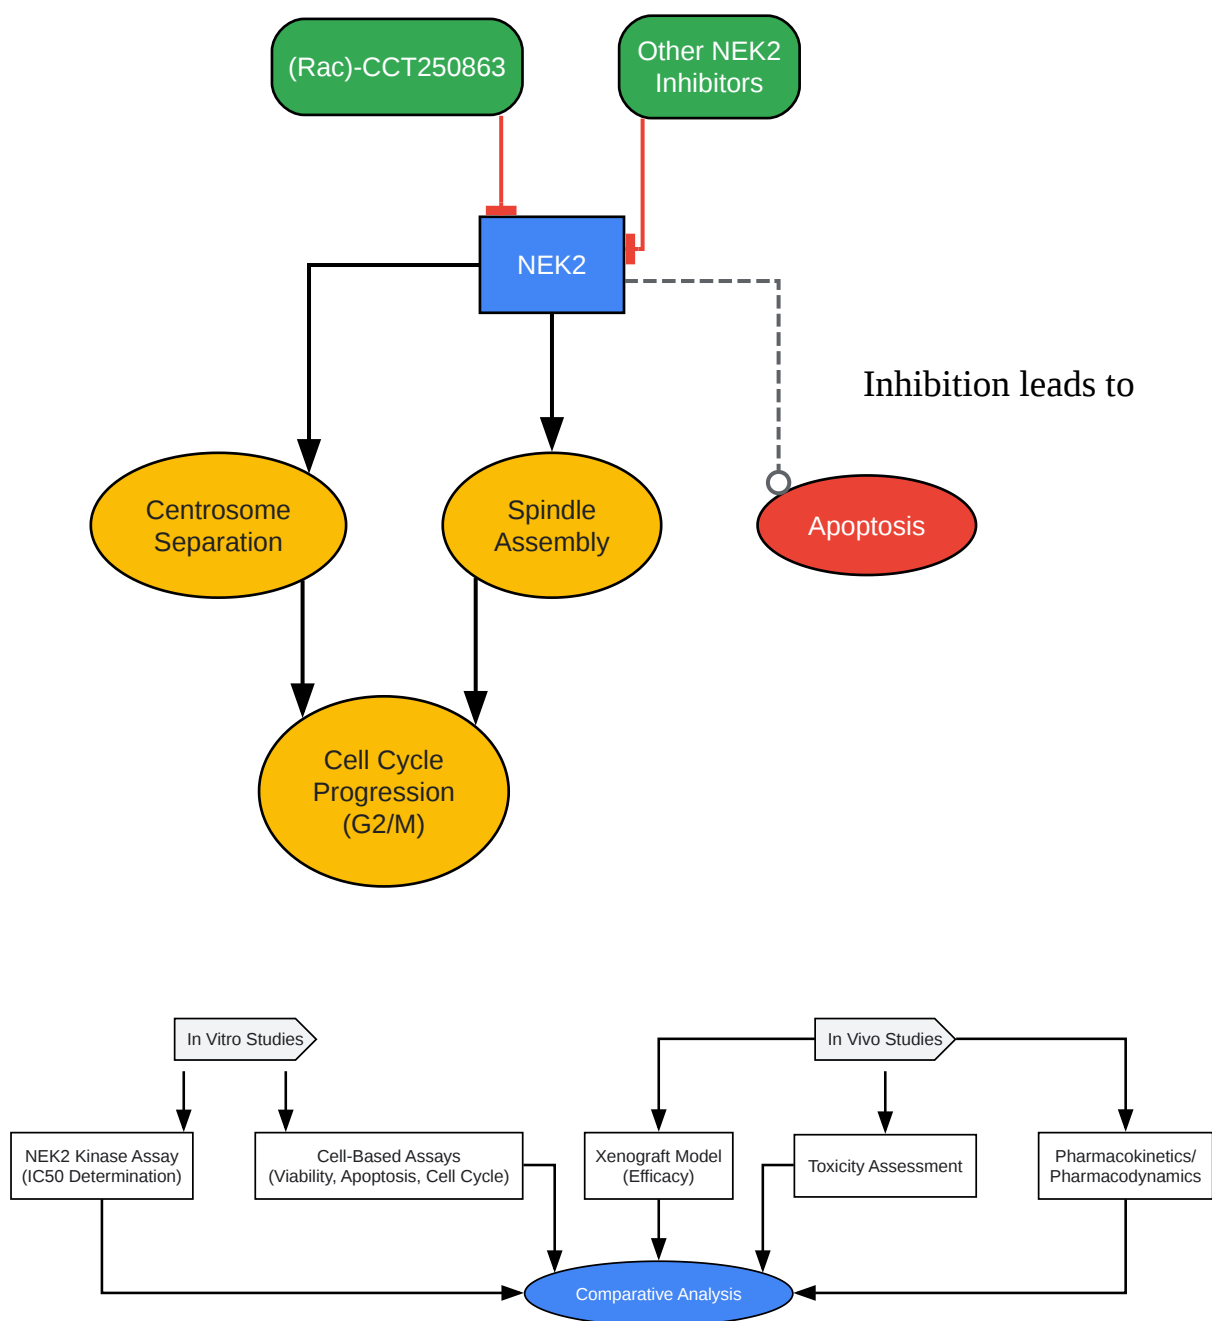 (Rac)-CCT250863
Other NEK2
Inhibitors
NEK2
Inhibition leads to
Centrosome
Separation
Spindle
Assembly
Apoptosis
Cell Cycle
Progression
(G2/M)
In Vitro Studies
In Vivo Studies
NEK2 Kinase Assay
(IC50 Determination)
Cell-Based Assays
(Viability, Apoptosis, Cell Cycle)
Xenograft Model
(Efficacy)
Toxicity Assessment
Pharmacokinetics/
Pharmacodynamics
Comparative Analysis